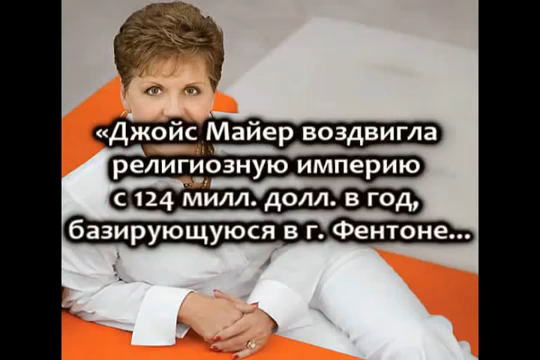 «Джойс Майер воздвигла
религиозную империю
с 124 милл. долл. в год,
базирующуюся в г. Фентоне...